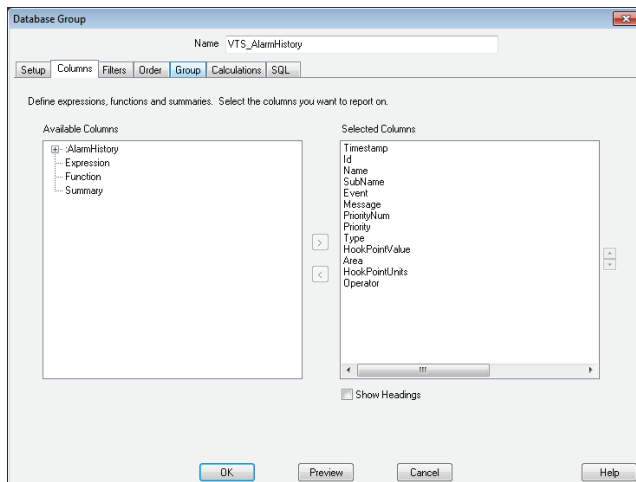 Database Group
Name VTS_AlarmHistory
Setup Columns Filters Order Group Calculations SQL
Define expressions, functions and summaries. Select the columns you want to report on.
Available Columns
:AlarmHistory
Expression
Function
Summary
Selected Columns
Timestamp
Id
Name
SubName
Event
Message
PriorityNum
Priority
Type
HookPointValue
Area
HookPointUnits
Operator
Show Headings
OK Preview Cancel Help